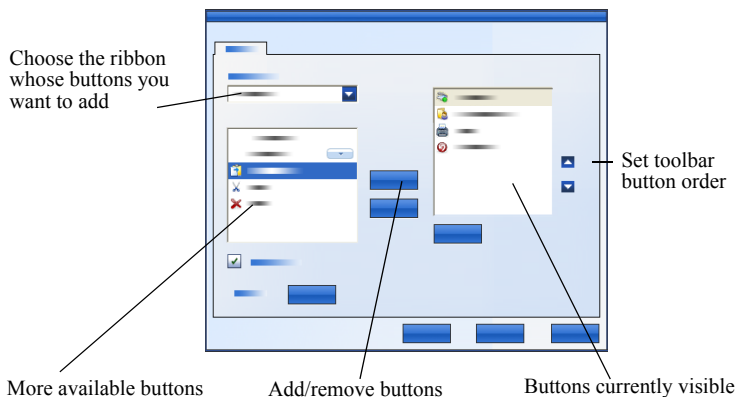 Choose the ribbon
whose buttons you
want to add
Set toolbar
button order
More available buttons
Add/remove buttons
Buttons currently visible